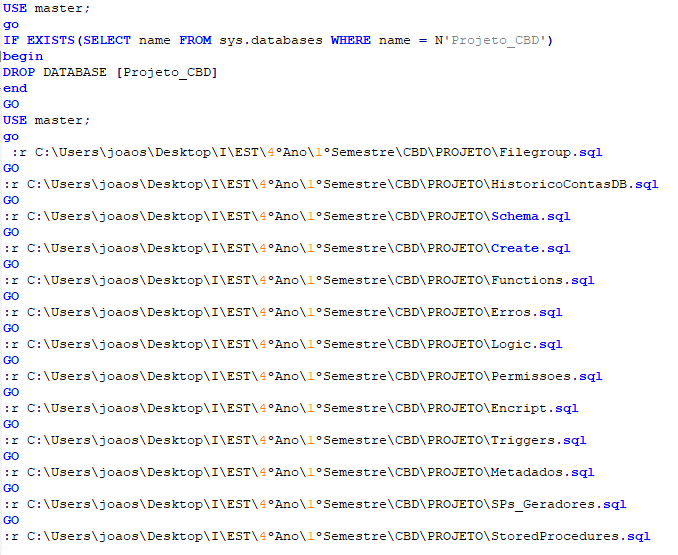 USE master;
go
IF EXISTS(SELECT name FROM sys.databases WHERE name = N'Projeto_CBD')
begin
DROP DATABASE [Projeto_CBD]
end
GO
USE master;
go
:r C:\Users\joaos\Desktop\I\EST\4ºAno\1ºSemestre\CBD\PROJETO\Filegroup.sql
GO
:r C:\Users\joaos\Desktop\I\EST\4ºAno\1ºSemestre\CBD\PROJETO\HistoricoContasDB.sql
GO
:r C:\Users\joaos\Desktop\I\EST\4ºAno\1ºSemestre\CBD\PROJETO\Schema.sql
GO
:r C:\Users\joaos\Desktop\I\EST\4ºAno\1ºSemestre\CBD\PROJETO\Create.sql
GO
:r C:\Users\joaos\Desktop\I\EST\4ºAno\1ºSemestre\CBD\PROJETO\Functions.sql
GO
:r C:\Users\joaos\Desktop\I\EST\4ºAno\1ºSemestre\CBD\PROJETO\Erros.sql
GO
:r C:\Users\joaos\Desktop\I\EST\4ºAno\1ºSemestre\CBD\PROJETO\Logic.sql
GO
:r C:\Users\joaos\Desktop\I\EST\4ºAno\1ºSemestre\CBD\PROJETO\Permissoes.sql
GO
:r C:\Users\joaos\Desktop\I\EST\4ºAno\1ºSemestre\CBD\PROJETO\Encript.sql
GO
:r C:\Users\joaos\Desktop\I\EST\4ºAno\1ºSemestre\CBD\PROJETO\Triggers.sql
GO
:r C:\Users\joaos\Desktop\I\EST\4ºAno\1ºSemestre\CBD\PROJETO\Metadados.sql
GO
:r C:\Users\joaos\Desktop\I\EST\4ºAno\1ºSemestre\CBD\PROJETO\SPs_Geradores.sql
GO
:r C:\Users\joaos\Desktop\I\EST\4ºAno\1ºSemestre\CBD\PROJETO\StoredProcedures.sql